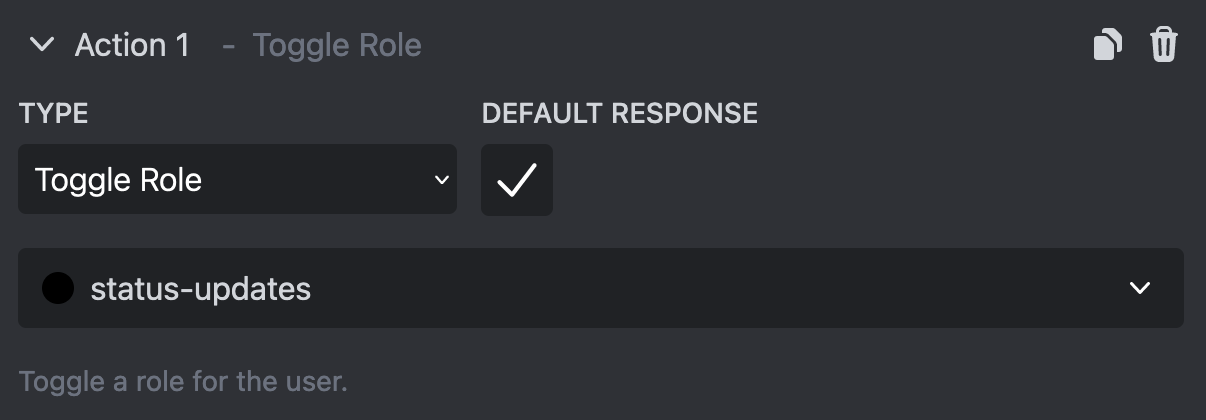 Action 1 - Toggle Role
TYPE
DEFAULT RESPONSE
Toggle Role
status-updates
Toggle a role for the user.